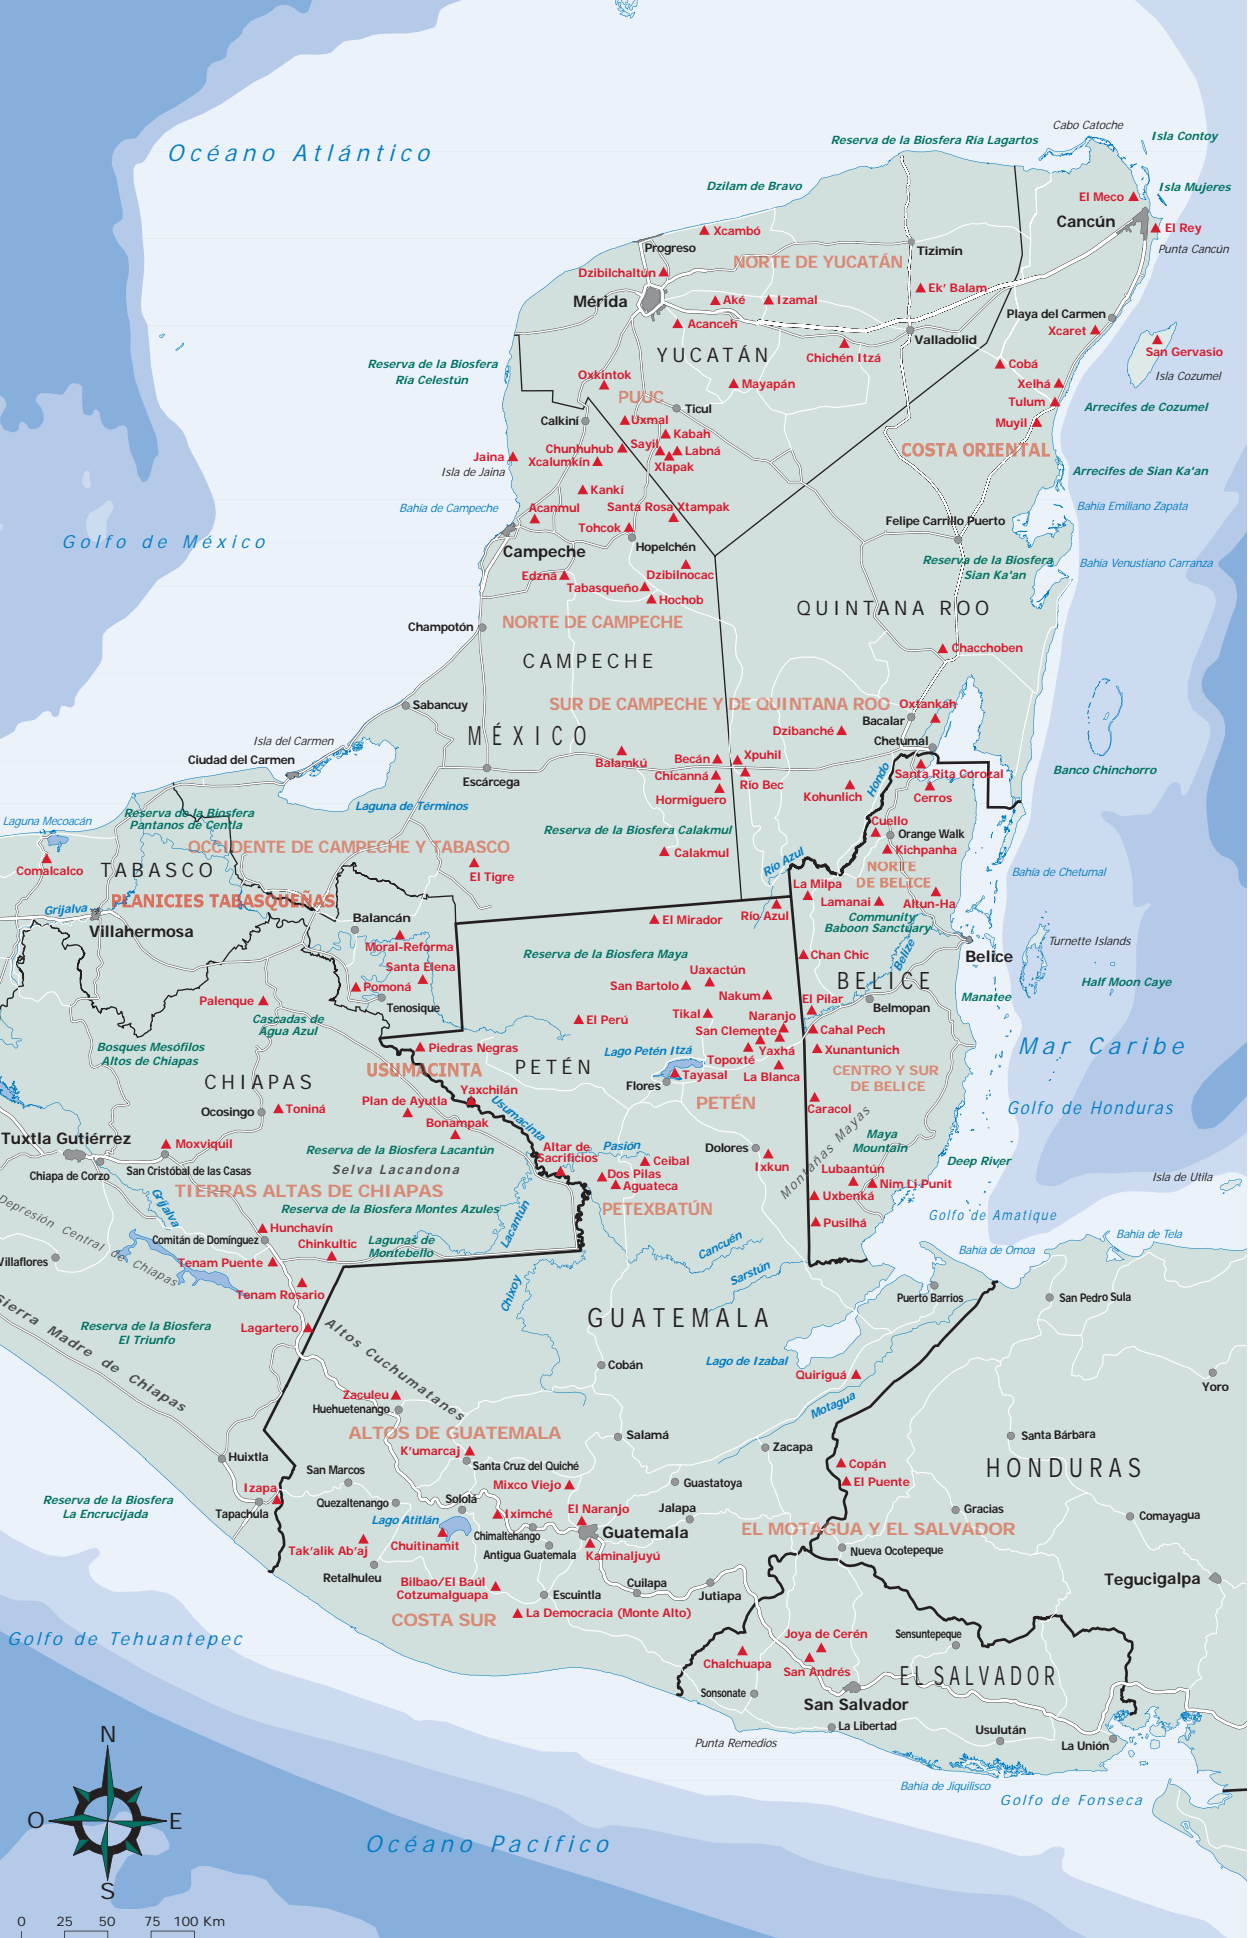 Cabo Catoche
Océano Atlántico
Reserva de la Biosfera Ría Lagartos
Isla Contoy
Dzilam de Bravo
Isla Mujeres
El Meco
Cancún
El Rey
Xcambó
Progreso
Tizimín
Punta Cancún
NORTE DE YUCATÁN
Dzibilchaltún
Ek' Balam
Mérida
Aké
Izamal
Playa del Carmen
Acanceh
Xcaret
Valladolid
YUCATÁN
Chichén Itzá
San Gervasio
Reserva de la Biosfera
Ría Celestún
Cobá
Isla Cozumel
Oxkintok
Mayapán
Xelhá
PUUC
Tulum
Arrecifes de Cozumel
Ticul
Calkiní
Uxmal
Muyil
Kabah
Sayil
Chunhuhub
Labná
COSTA ORIENTAL
Jaina
Xcalumkín
Xlapak
Isla de Jaina
Arrecifes de Sian Ka'an
Kankí
Bahía de Campeche
Acanmul
Santa Rosa Xtampak
Bahía Emiliano Zapata
Felipe Carrillo Puerto
Tohcok
Golfo de México
Campeche
Hopelchén
Reserva de la Biosfera
Sian Ka'an
Bahía Venustiano Carranza
Edzná
Dzibilnocac
Tabasqueño
Hochob
QUINTANA ROO
NORTE DE CAMPECHE
Champotón
Chacchoben
CAMPECHE
SUR DE CAMPECHE Y DE QUINTANA ROO
Oxtankah
Sabancuy
Bacalar
Dzibanché
MÉXICO
Isla del Carmen
Chetumal
Ciudad del Carmen
Balamkú
Becán
Xpuhil
Banco Chinchorro
Santa Rita Corozal
Escárcega
Chicanná
Río Bec
Hondo
Hormiguero
Kohunlich
Cerros
Laguna de Términos
Reserva de la Biosfera
Pantanos de Centla
Laguna Mecoacán
Cuello
Reserva de la Biosfera Calakmul
Orange Walk
OCCIDENTE DE CAMPECHE Y TABASCO
Calakmul
Kichpanha
Río Azul
Comalcalco
TABASCO
El Tigre
NORTE
DE BELICE
Bahía de Chetumal
La Milpa
PLANICIES TABASQUEÑAS
Lamanai
Altun-Ha
Grijalva
Balancán
El Mirador
Río Azul
Community
Baboon Sanctuary
Villahermosa
Moral-Reforma
Turnette Islands
Reserva de la Biosfera Maya
Chan Chic
Belize
Belice
Santa Elena
Uaxactún
BELICE
Half Moon Caye
Pomoná
San Bartolo
Nakum
Palenque
Tenosique
El Pilar
Belmopan
Manatee
Cascadas de
Agua Azul
El Perú
Tikal
Naranjo
San Clemente
Cahal Pech
Bosques Mesófilos
Altos de Chiapas
Piedras Negras
Lago Petén Itzá
Yaxhá
Xunantunich
Mar Caribe
Topoxté
USUMACINTA
PETÉN
Tayasal
La Blanca
CENTRO Y SUR
DE BELICE
CHIAPAS
Flores
Yaxchilán
PETÉN
Caracol
Plan de Ayutla
Usumacinta
Ocosingo
Toniná
Golfo de Honduras
Bonampak
Montañas Mayas
Maya
Mountain
Tuxtla Gutiérrez
Moxviquil
Reserva de la Biosfera Lacantún
Altar de
Sacrificios
Pasión
Dolores
Deep River
Chiapa de Corzo
San Cristóbal de las Casas
Selva Lacandona
Ceibal
Ixkun
Lubaantún
Dos Pilas
Aguateca
Nim Li Punit
Isla de Utila
TIERRAS ALTAS DE CHIAPAS
Uxbenká
Grijalva
Reserva de la Biosfera Montes Azules
PETEXBATÚN
Golfo de Amatique
Depresión Central de Chiapas
Hunchavín
Lacantún
Pusilhá
Comitán de Domínguez
Chinkultic
Lagunas de
Montebello
Cancuén
Bahía de Omoa
Bahía de Tela
Villaflores
Tenam Puente
Sarstún
Tenam Rosario
Chixoy
Puerto Barrios
San Pedro Sula
Sierra Madre de Chiapas
Reserva de la Biosfera
El Triunfo
Lagartero
GUATEMALA
Altos Cuchumatanes
Cobán
Lago de Izabal
Quiriguá
Yoro
Zaculeu
Huehuetenango
Motagua
ALTOS DE GUATEMALA
Salamá
Santa Bárbara
K'umarcaj
Zacapa
Huixtla
Santa Cruz del Quiché
Copán
HONDURAS
San Marcos
Mixco Viejo
Guastatoya
El Puente
Izapa
Reserva de la Biosfera
La Encrucijada
Quezaltenango
Sololá
El Naranjo
Jalapa
Gracias
Tapachula
Iximché
Comayagua
Lago Atitlán
Chimaltenango
Guatemala
EL MOTAGUA Y EL SALVADOR
Tak'alik Ab'aj
Chuitinamit
Antigua Guatemala
Kaminaljuyú
Nueva Ocotepeque
Retalhuleu
Bilbao/El Baúl
Cotzumalguapa
Cuilapa
Tegucigalpa
Escuintla
Jutiapa
COSTA SUR
La Democracia (Monte Alto)
Golfo de Tehuantepec
Joya de Cerén
Sensuntepeque
Chalchuapa
San Andrés
EL SALVADOR
Sonsonate
San Salvador
La Libertad
Usulután
Punta Remedios
La Unión
N
Bahía de Jiquilisco
Golfo de Fonseca
O
E
Océano Pacífico
S
0 25 50 75 100 Km